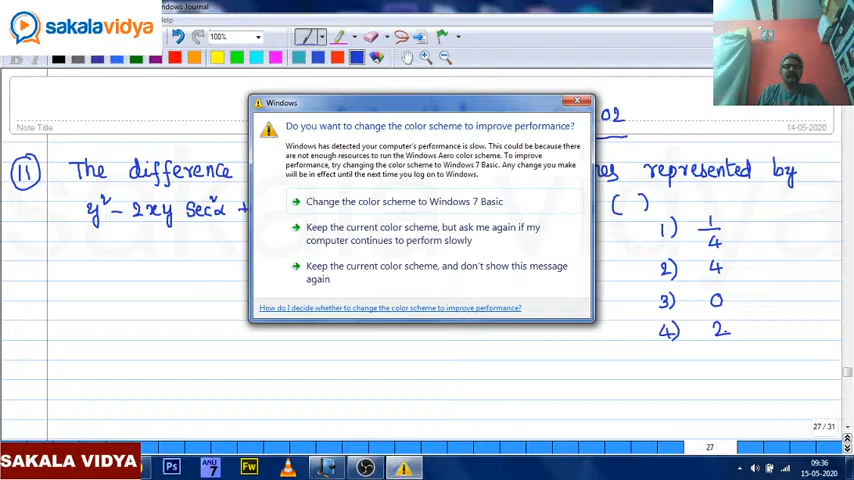 Windows Journal
Help
sakalavidya
100%
Windows
Do you want to change the color scheme to improve performance?
Windows has detected your computer's performance is slow. This could be because
there are not enough resources to run the Windows Aero color scheme. To improve
performance, try changing the color scheme to Windows 7 Basic. Any change you make
will be in effect until the next time you log on to Windows.
Change the color scheme to Windows 7 Basic
Keep the current color scheme, but ask me again if my
computer continues to perform slowly
Keep the current color scheme, and don't show this message
again
How do I decide whether to change the color scheme to improve performance?
02
Note Title
14-05-2020
11 The difference
nes represented by
y² - 2xy Sec²α +
( )
1) 1/4
2) 4
3) 0
4) 2
27 / 31
27
SAKALA VIDYA
Ps
ANU 7
Fw
09:36
15-05-2020